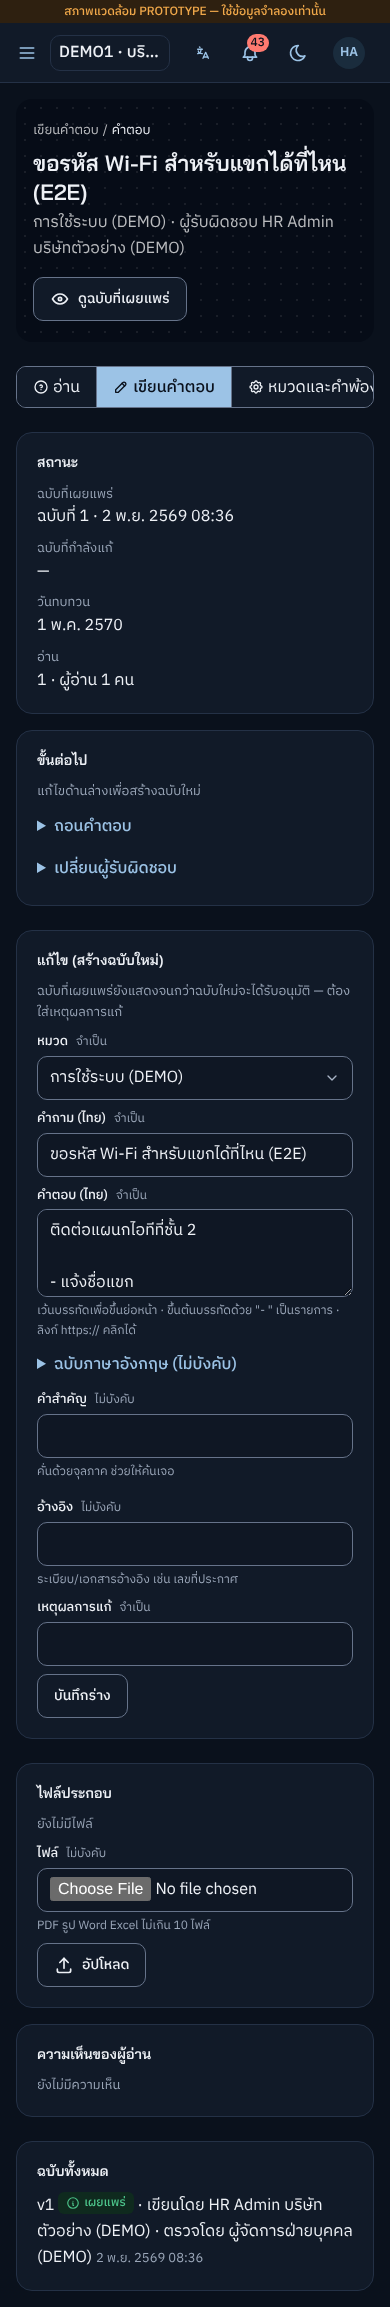 สภาพแวดล้อม PROTOTYPE — ใช้ข้อมูลจำลองเท่านั้น
DEMO1 · บริ...
43
HA
เขียนคำตอบ / คำตอบ
ขอรหัส Wi-Fi สำหรับแขกได้ที่ไหน
(E2E)
การใช้ระบบ (DEMO) · ผู้รับผิดชอบ HR Admin
บริษัทตัวอย่าง (DEMO)
ดูฉบับที่เผยแพร่
อ่าน
เขียนคำตอบ
หมวดและคำพ้อง
สถานะ
ฉบับที่เผยแพร่
ฉบับที่ 1 · 2 พ.ย. 2569 08:36
ฉบับที่กำลังแก้
—
วันทบทวน
1 พ.ค. 2570
อ่าน
1 · ผู้อ่าน 1 คน
ขั้นต่อไป
แก้ไขด้านล่างเพื่อสร้างฉบับใหม่
ถอนคำตอบ
เปลี่ยนผู้รับผิดชอบ
แก้ไข (สร้างฉบับใหม่)
ฉบับที่เผยแพร่ยังแสดงจนกว่าฉบับใหม่จะได้รับอนุมัติ — ต้อง
ใส่เหตุผลการแก้
หมวด จำเป็น
การใช้ระบบ (DEMO)
คำถาม (ไทย) จำเป็น
ขอรหัส Wi-Fi สำหรับแขกได้ที่ไหน (E2E)
คำตอบ (ไทย) จำเป็น
ติดต่อแผนกไอทีที่ชั้น 2
- แจ้งชื่อแขก
เว้นบรรทัดเพื่อขึ้นย่อหน้า · ขึ้นต้นบรรทัดด้วย "- " เป็นรายการ ·
ลิงก์ https:// คลิกได้
ฉบับภาษาอังกฤษ (ไม่บังคับ)
คำสำคัญ ไม่บังคับ
คั่นด้วยจุลภาค ช่วยให้ค้นเจอ
อ้างอิง ไม่บังคับ
ระเบียบ/เอกสารอ้างอิง เช่น เลขที่ประกาศ
เหตุผลการแก้ จำเป็น
บันทึกร่าง
ไฟล์ประกอบ
ยังไม่มีไฟล์
ไฟล์ ไม่บังคับ
Choose File No file chosen
PDF รูป Word Excel ไม่เกิน 10 ไฟล์
อัปโหลด
ความเห็นของผู้อ่าน
ยังไม่มีความเห็น
ฉบับทั้งหมด
v1 เผยแพร่ · เขียนโดย HR Admin บริษัท
ตัวอย่าง (DEMO) · ตรวจโดย ผู้จัดการฝ่ายบุคคล
(DEMO) 2 พ.ย. 2569 08:36